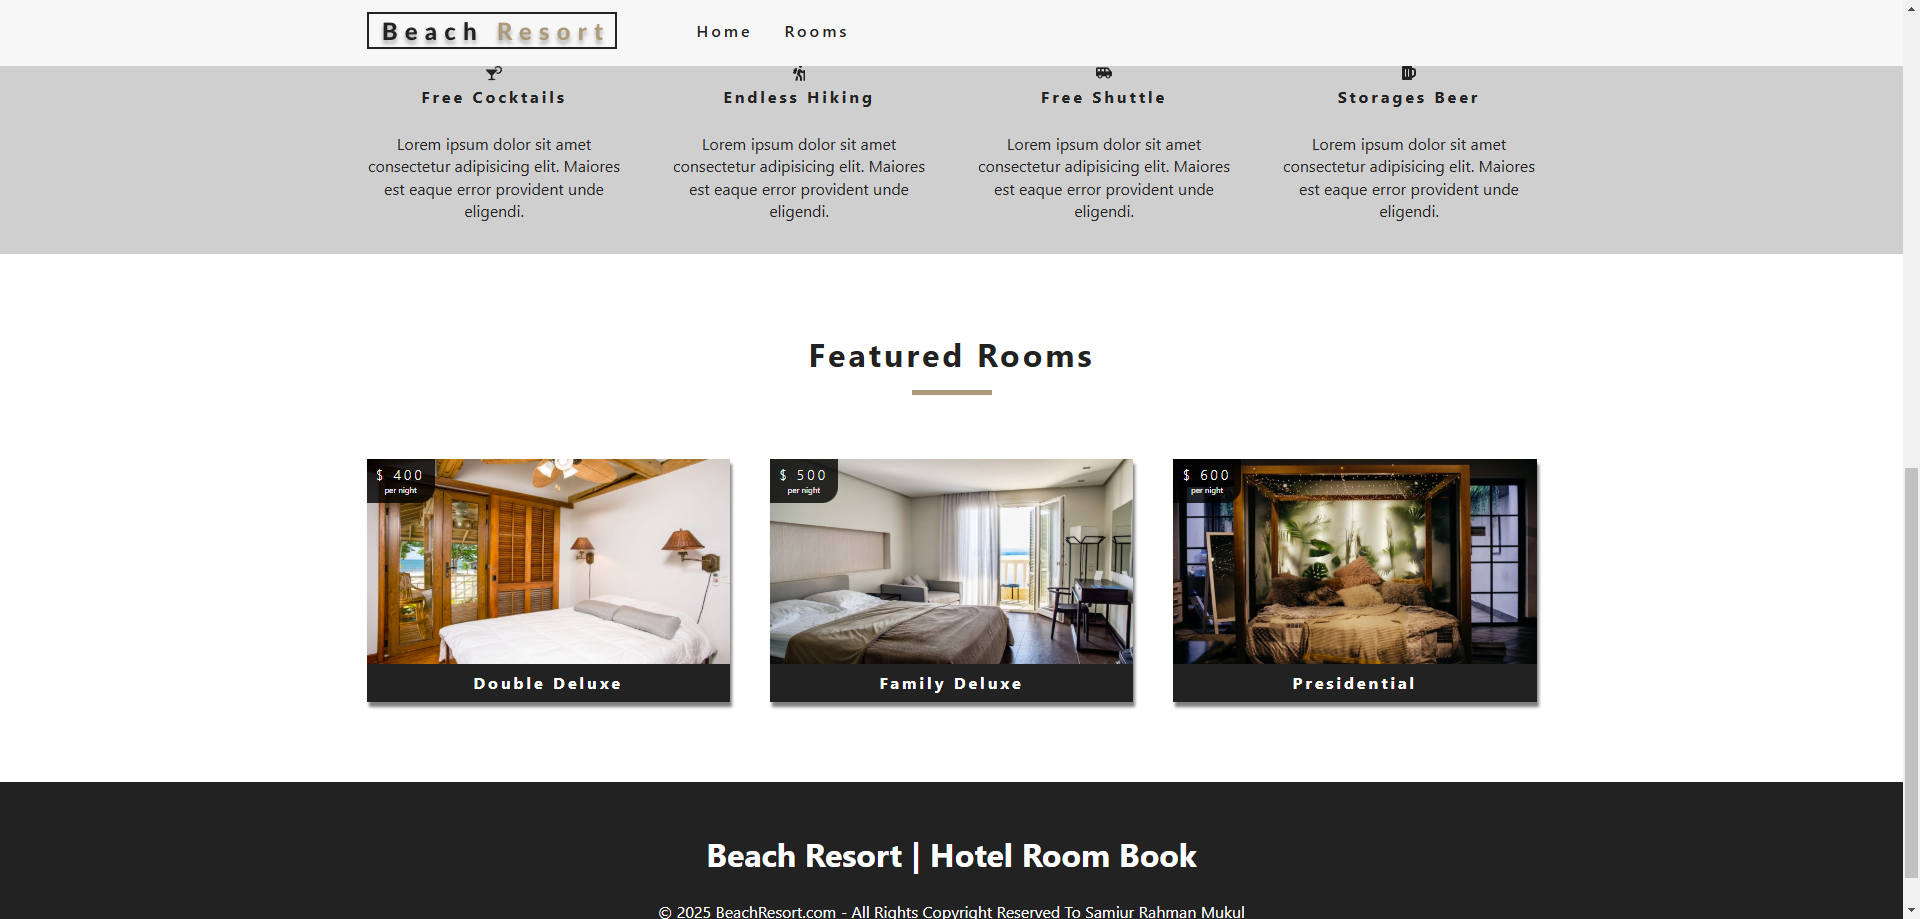 Beach Resort
Home
Rooms
Free Cocktails
Lorem ipsum dolor sit amet
consectetur adipisicing elit. Maiores
est eaque error provident unde
eligendi.
Endless Hiking
Lorem ipsum dolor sit amet
consectetur adipisicing elit. Maiores
est eaque error provident unde
eligendi.
Free Shuttle
Lorem ipsum dolor sit amet
consectetur adipisicing elit. Maiores
est eaque error provident unde
eligendi.
Storages Beer
Lorem ipsum dolor sit amet
consectetur adipisicing elit. Maiores
est eaque error provident unde
eligendi.
Featured Rooms
$ 400
per night
Double Deluxe
$ 500
per night
Family Deluxe
$ 600
per night
Presidential
Beach Resort | Hotel Room Book
© 2025 BeachResort.com - All Rights Copyright Reserved To Samiur Rahman Mukul